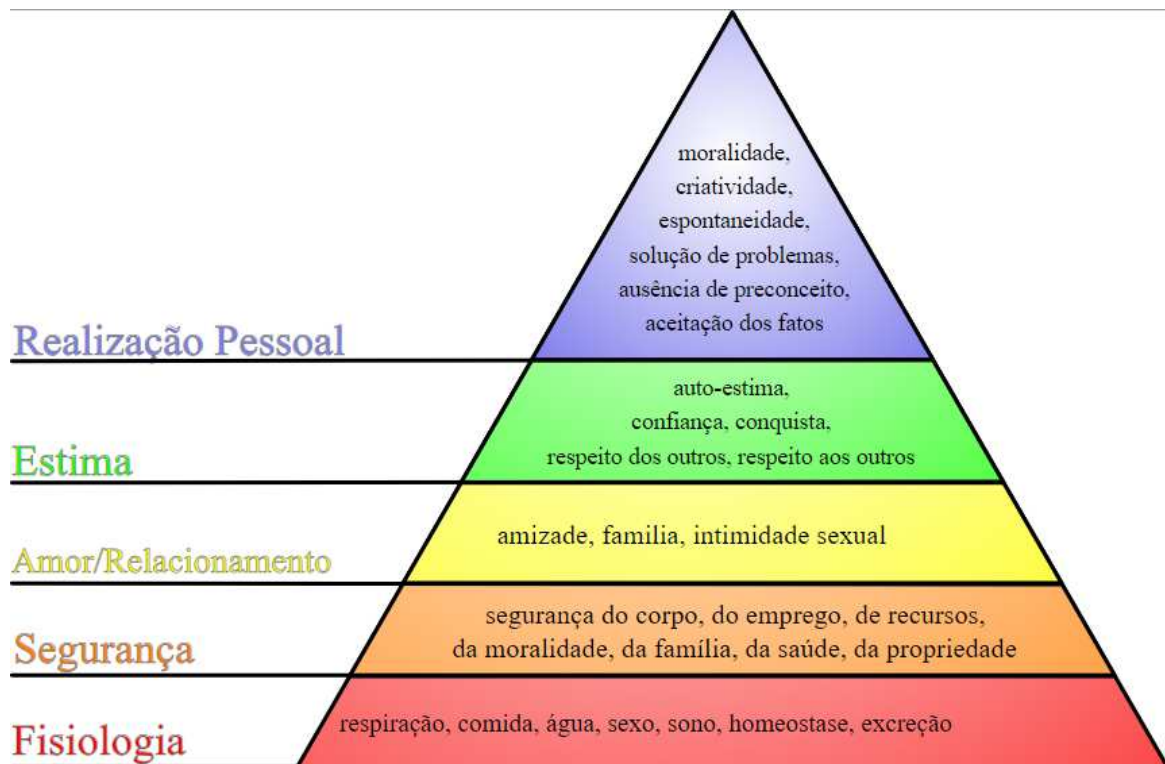 moralidade,
criatividade,
espontaneidade,
solução de problemas,
ausência de preconceito,
aceitação dos fatos
Realização Pessoal
auto-estima,
confiança, conquista,
respeito dos outros, respeito aos outros
Estima
amizade, familia, intimidade sexual
Amor/Relacionamento
segurança do corpo, do emprego, de recursos,
da moralidade, da família, da saúde, da propriedade
Segurança
respiração, comida, água, sexo, sono, homeostase, excreção
Fisiologia